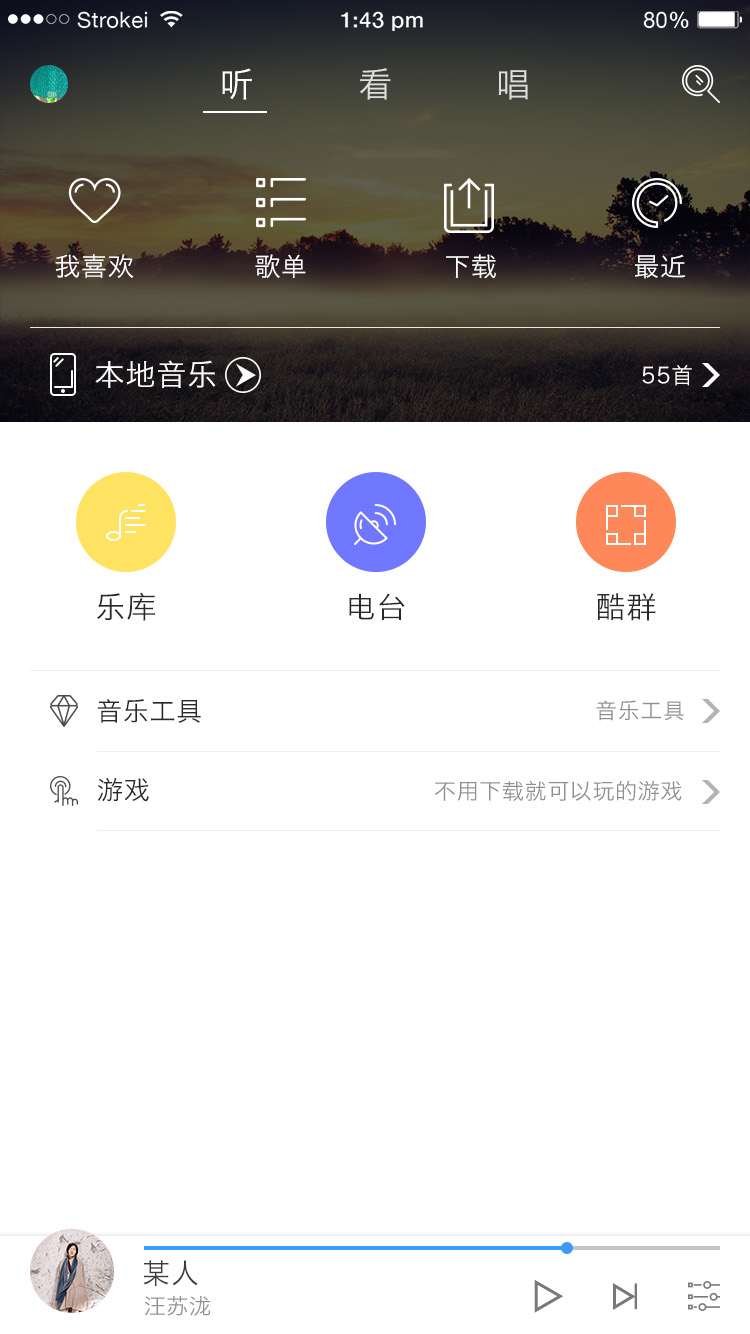 Strokei 1:43 pm 80%
听 看 唱
我喜欢 歌单 下载 最近
本地音乐 55首
乐库 电台 酷群
音乐工具 音乐工具
游戏 不用下载就可以玩的游戏
某人
汪苏泷